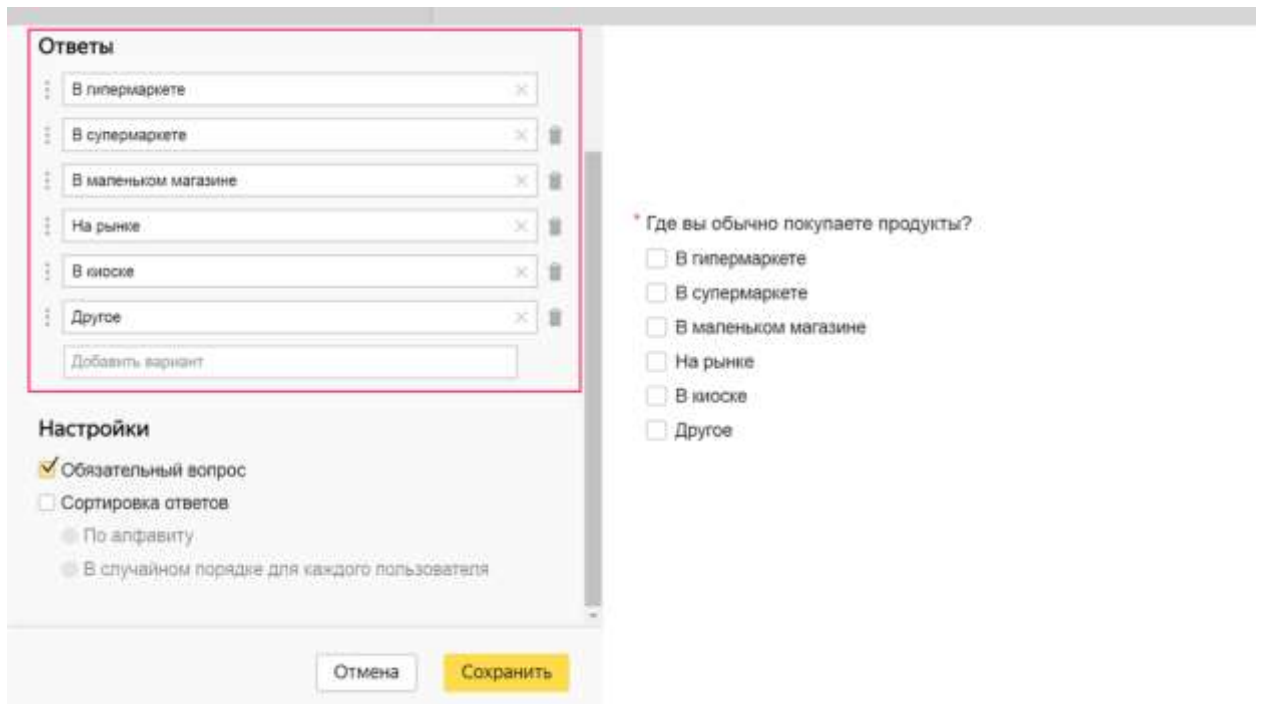 Ответы
В гипермаркете
В супермаркете
В маленьком магазине
На рынке
В киоске
Другое
Добавить вариант
Настройки
Обязательный вопрос
Сортировка ответов
По алфавиту
В случайном порядке для каждого пользователя
Отмена
Сохранить
* Где вы обычно покупаете продукты?
В гипермаркете
В супермаркете
В маленьком магазине
На рынке
В киоске
Другое